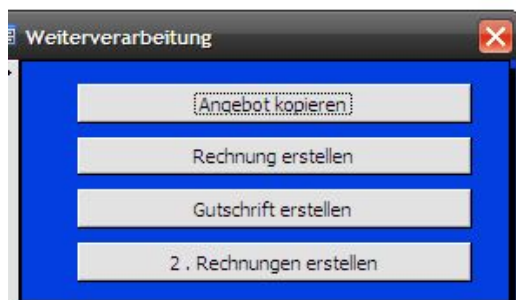 Weiterverarbeitung
Angebot kopieren
Rechnung erstellen
Gutschrift erstellen
2 . Rechnungen erstellen